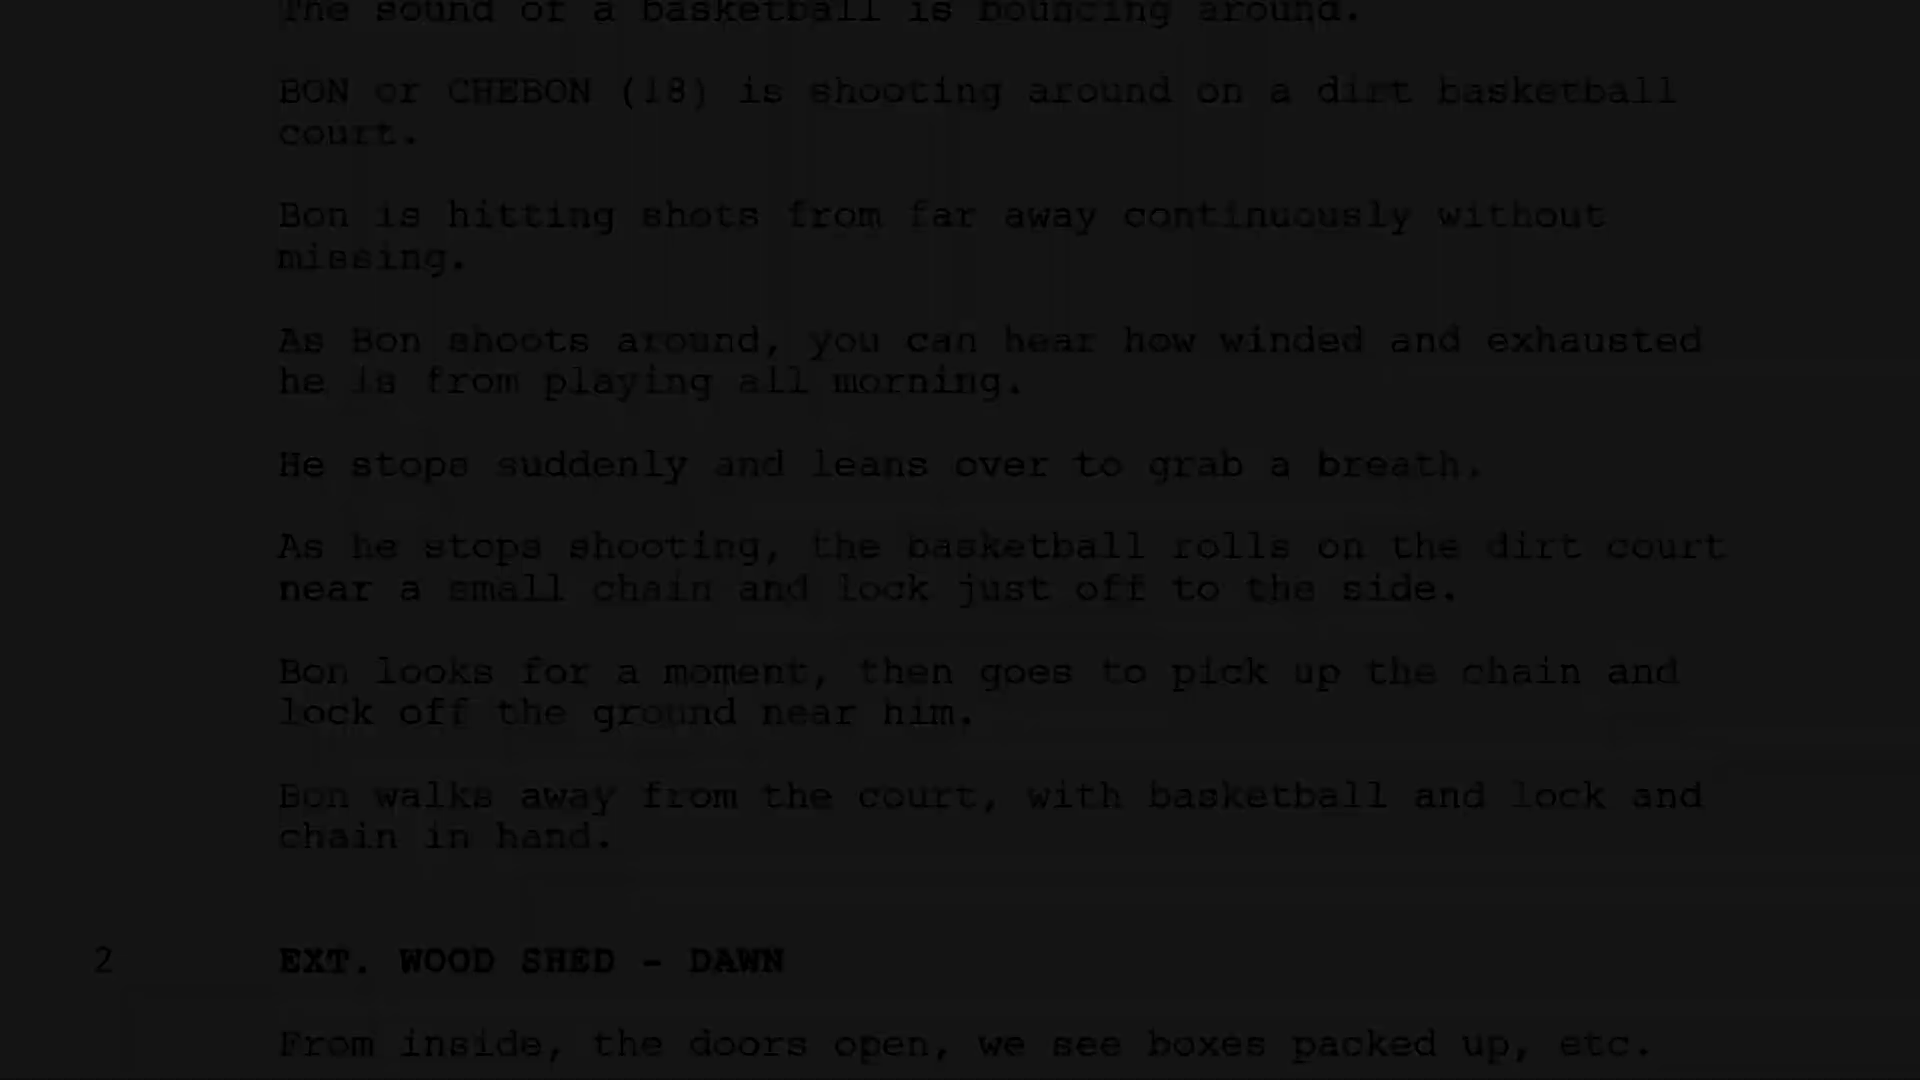 The sound of a basketball is bouncing around.
BON or CHEBON (18) is shooting around on a dirt basketball
court.
Bon is hitting shots from far away continuously without
missing.
As Bon shoots around, you can hear how winded and exhausted
he is from playing all morning.
He stops suddenly and leans over to grab a breath.
As he stops shooting, the basketball rolls on the dirt court
near a small chain and lock just off to the side.
Bon looks for a moment, then goes to pick up the chain and
lock off the ground near him.
Bon walks away from the court, with basketball and lock and
chain in hand.
2 EXT. WOOD SHED - DAWN
From inside, the doors open, we see boxes packed up, etc.